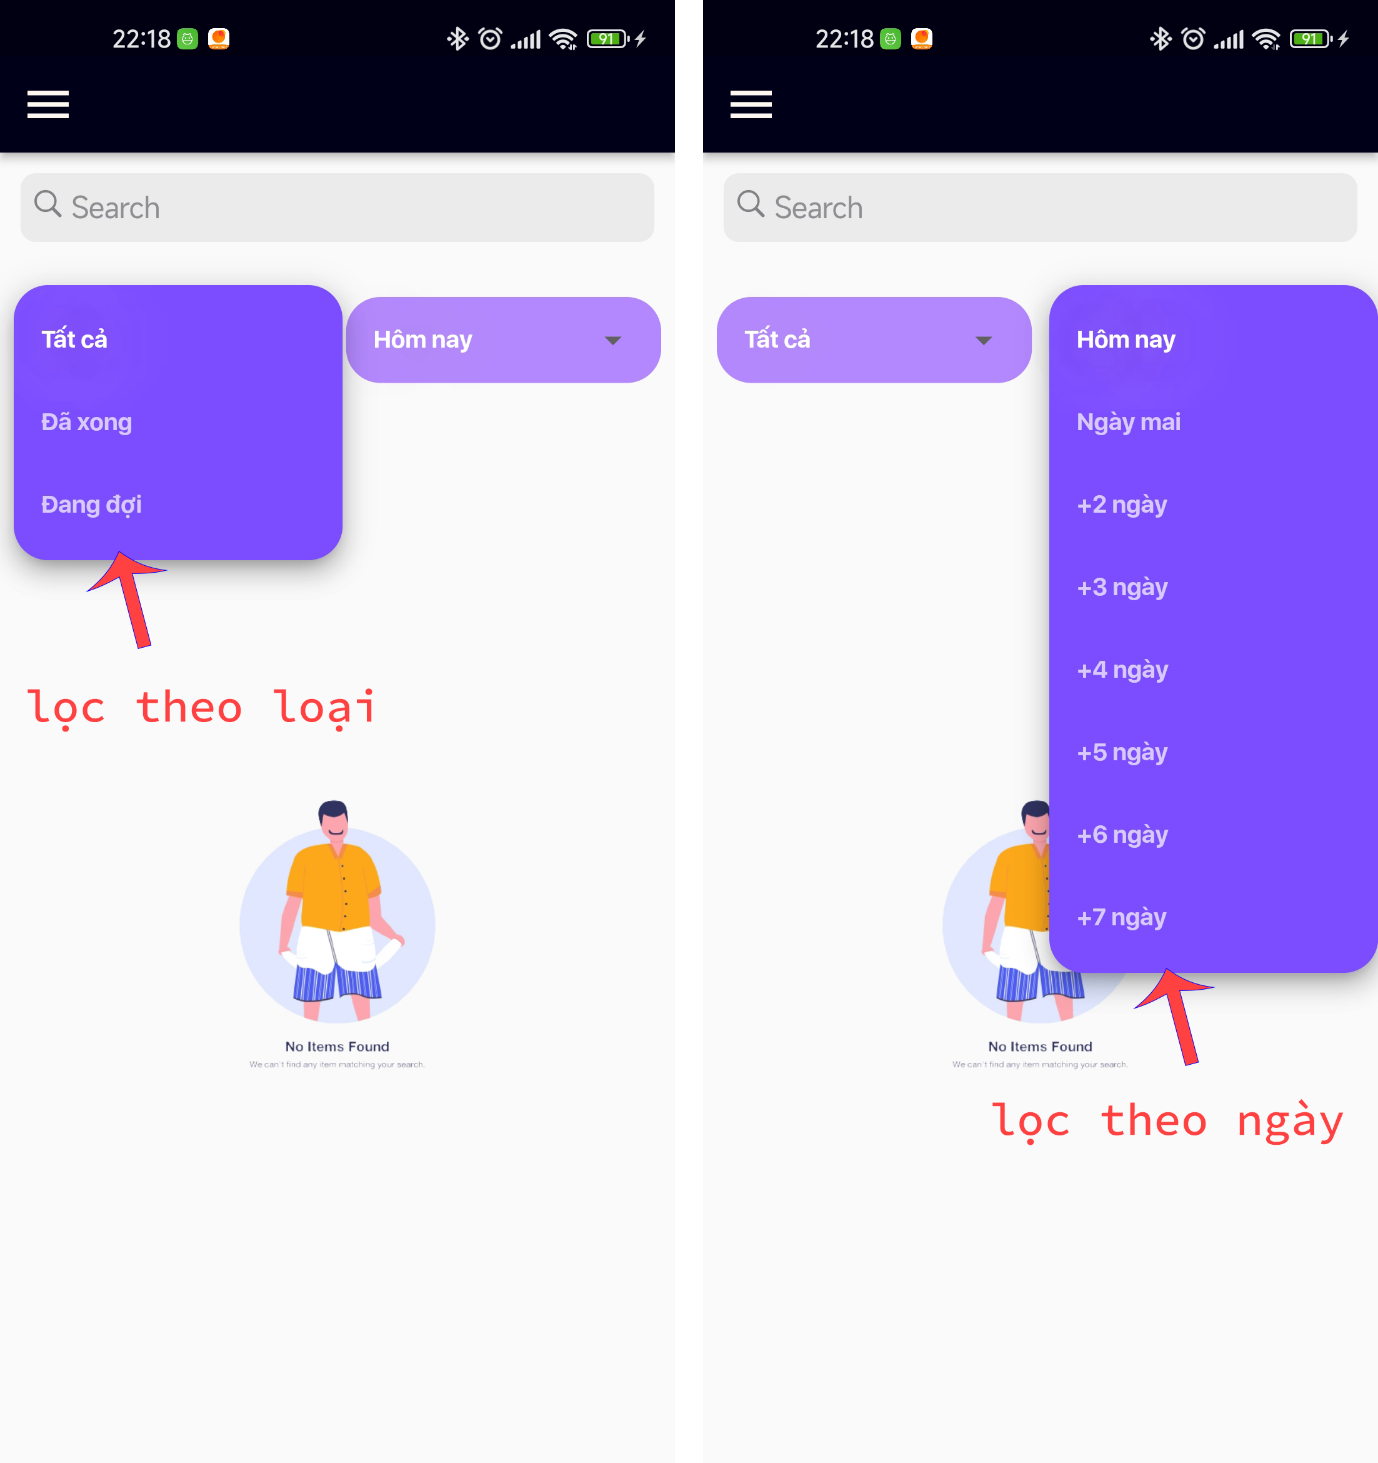 22:18
91
Search
Tất cả
Hôm nay
Đã xong
Đang đợi
lọc theo loại
No Items Found
We can't find any item matching your search.
22:18
91
Search
Tất cả
Hôm nay
Ngày mai
+2 ngày
+3 ngày
+4 ngày
+5 ngày
+6 ngày
+7 ngày
No Items Found
We can't find any item matching your search.
lọc theo ngày